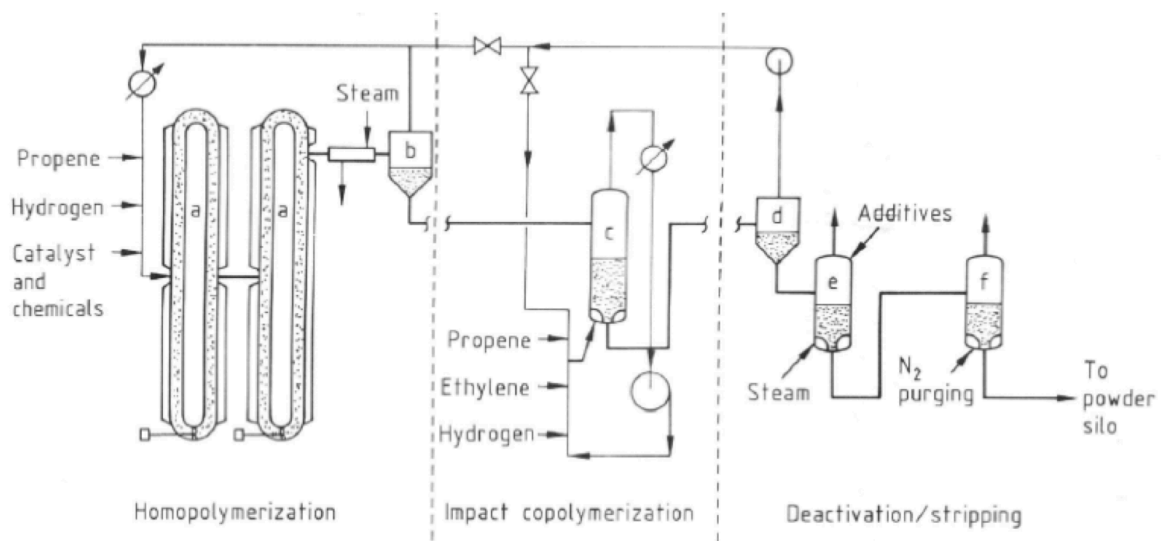 Steam
b
Propene
Hydrogen
Catalyst
and
chemicals
a
a
Homopolymerization
c
Propene
Ethylene
Hydrogen
Impact copolymerization
d
Additives
e
f
Steam
N2
purging
To
powder
silo
Deactivation/stripping